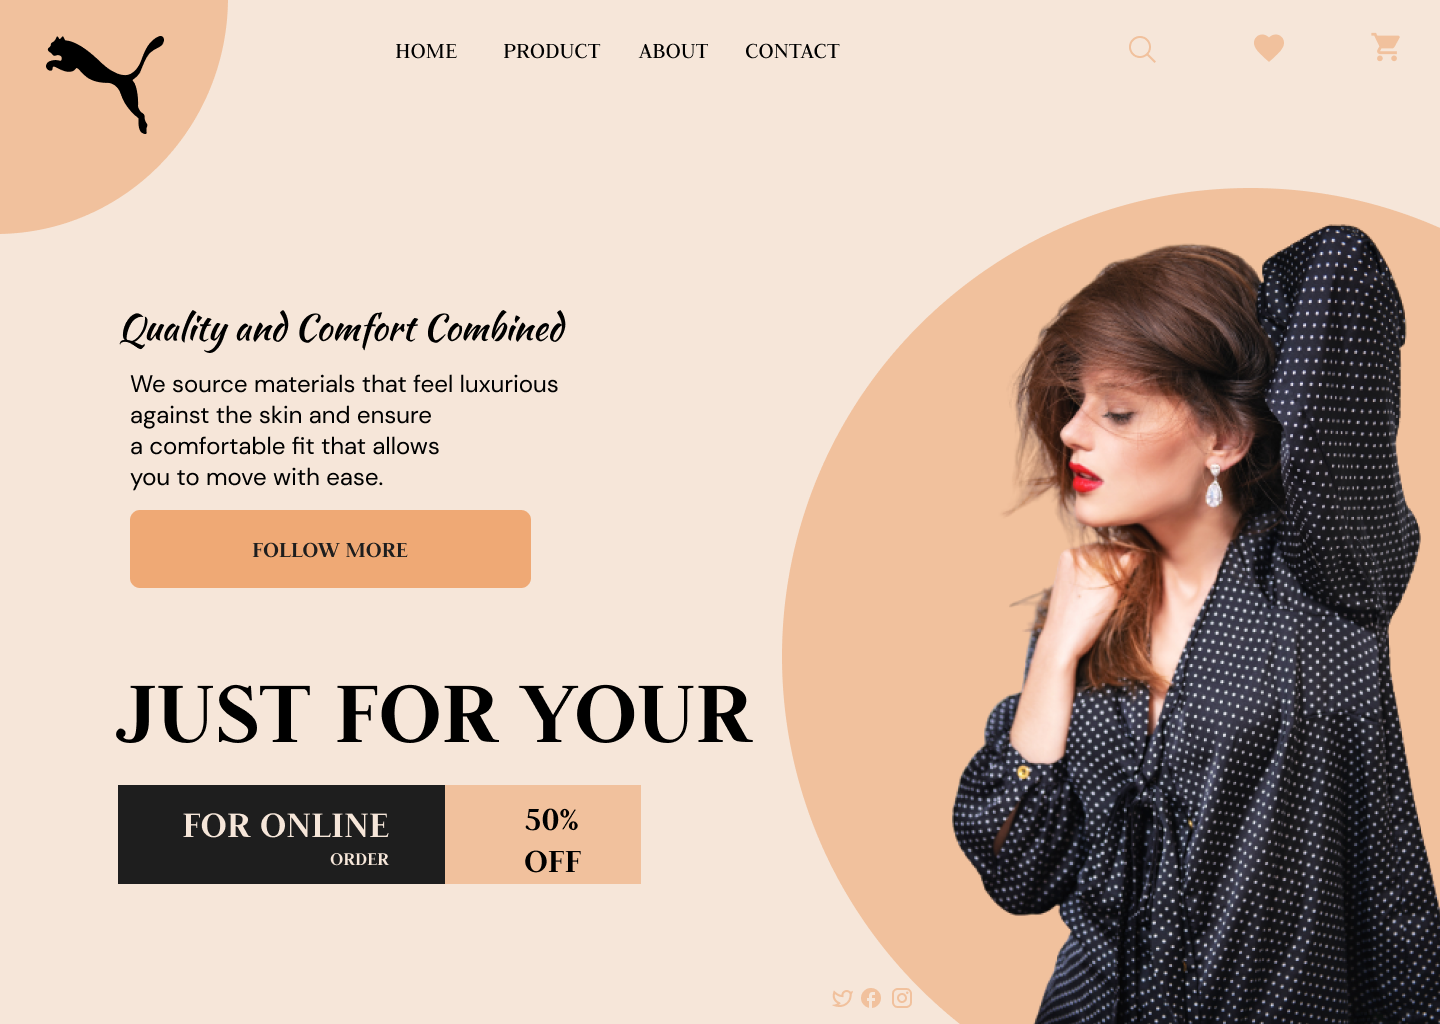 HOME PRODUCT ABOUT CONTACT
Quality and Comfort Combined
We source materials that feel luxurious
against the skin and ensure
a comfortable fit that allows
you to move with ease.
FOLLOW MORE
JUST FOR YOUR
FOR ONLINE
ORDER
50%
OFF